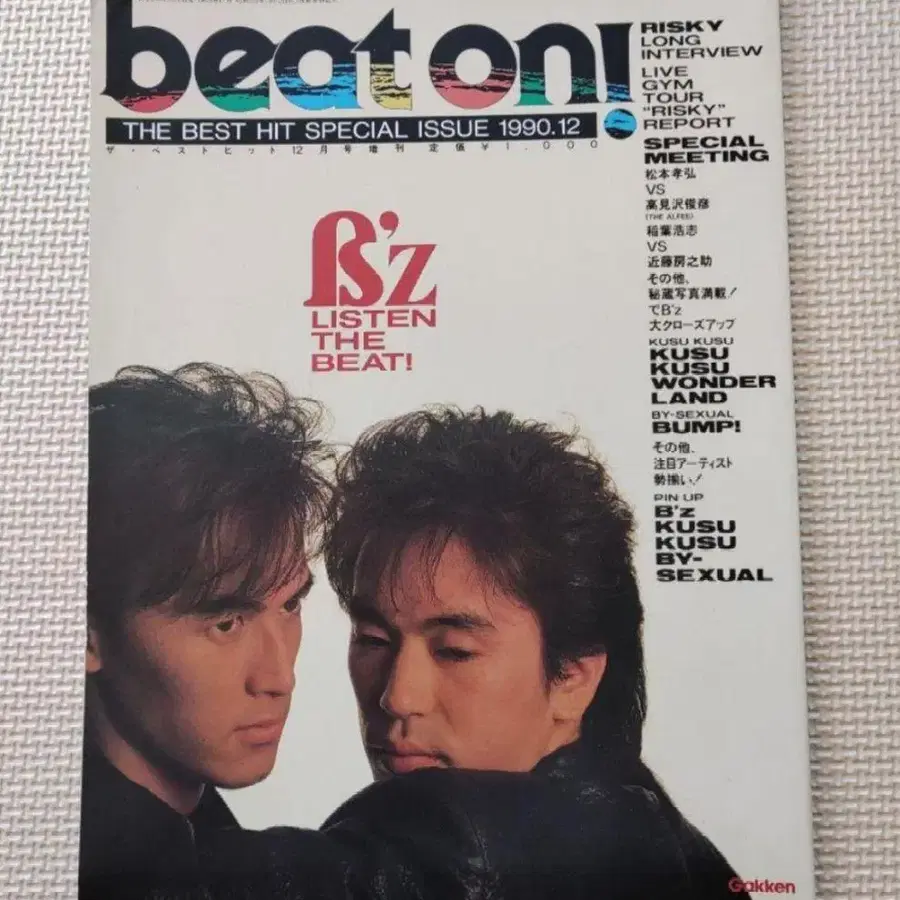 beat on!
THE BEST HIT SPECIAL ISSUE 1990.12
ザ・ベストヒット12月号増刊 定価¥1,000
RISKY
LONG
INTERVIEW
LIVE
GYM
TOUR
"RISKY"
REPORT
SPECIAL
MEETING
松本孝弘
VS
高見沢俊彦
(THE ALFEE)
稲葉浩志
VS
近藤房之助
その他、
秘蔵写真満載!
でB'z
大クローズアップ
KUSU KUSU
KUSU
KUSU
WONDER
LAND
BY-SEXUAL
BUMP!
その他、
注目アーティスト
勢揃い!
PIN UP
B'z
KUSU
KUSU
BY-
SEXUAL
B'z
LISTEN
THE
BEAT!
Gakken